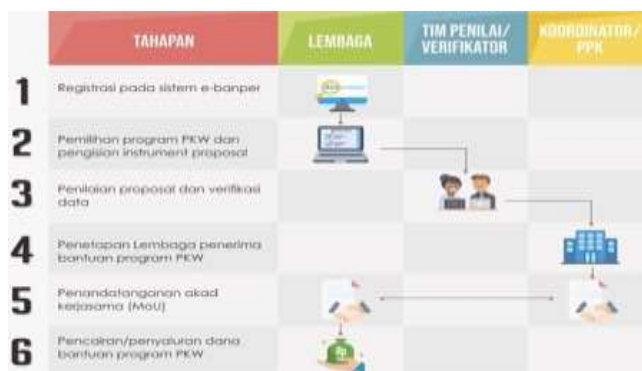 TAHAPAN
LEMBAGA
TIM PENILAI/
VERIFIKATOR
KOORDINATOR/
PPK
1
Registrasi pada sistem e-banper
2
Pemilihan program PKW dan
pengisian instrument proposal
3
Penilaian proposal dan verifikasi
data
4
Penetapan Lembaga penerima
bantuan program PKW
5
Penandatanganan akad
kerjasama (MoU)
6
Pencairan/penyaluran dana
bantuan program PKW
Rp